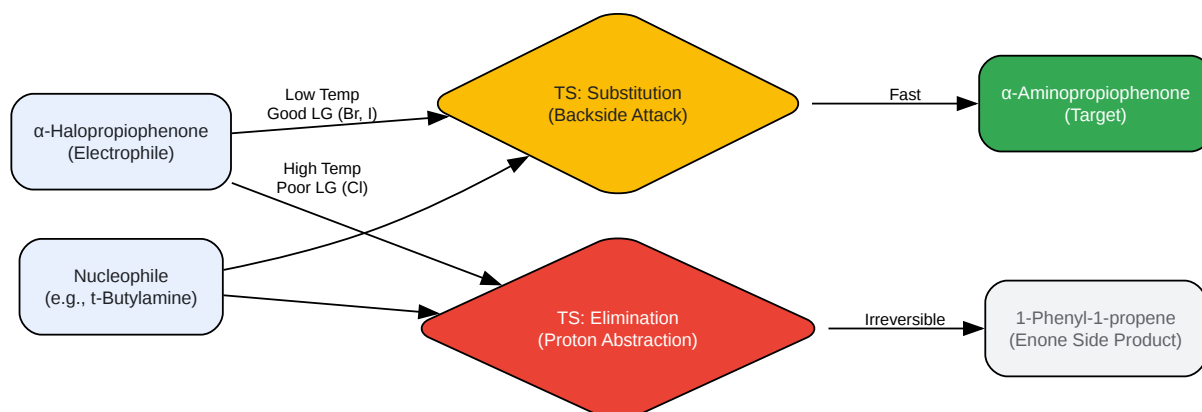 α-Halopropiophenone
(Electrophile)
Low Temp
Good LG (Br, I)
TS: Substitution
(Backside Attack)
Fast
α-Aminopropiophenone
(Target)
High Temp
Poor LG (Cl)
Nucleophile
(e.g., t-Butylamine)
TS: Elimination
(Proton Abstraction)
Irreversible
1-Phenyl-1-propene
(Enone Side Product)